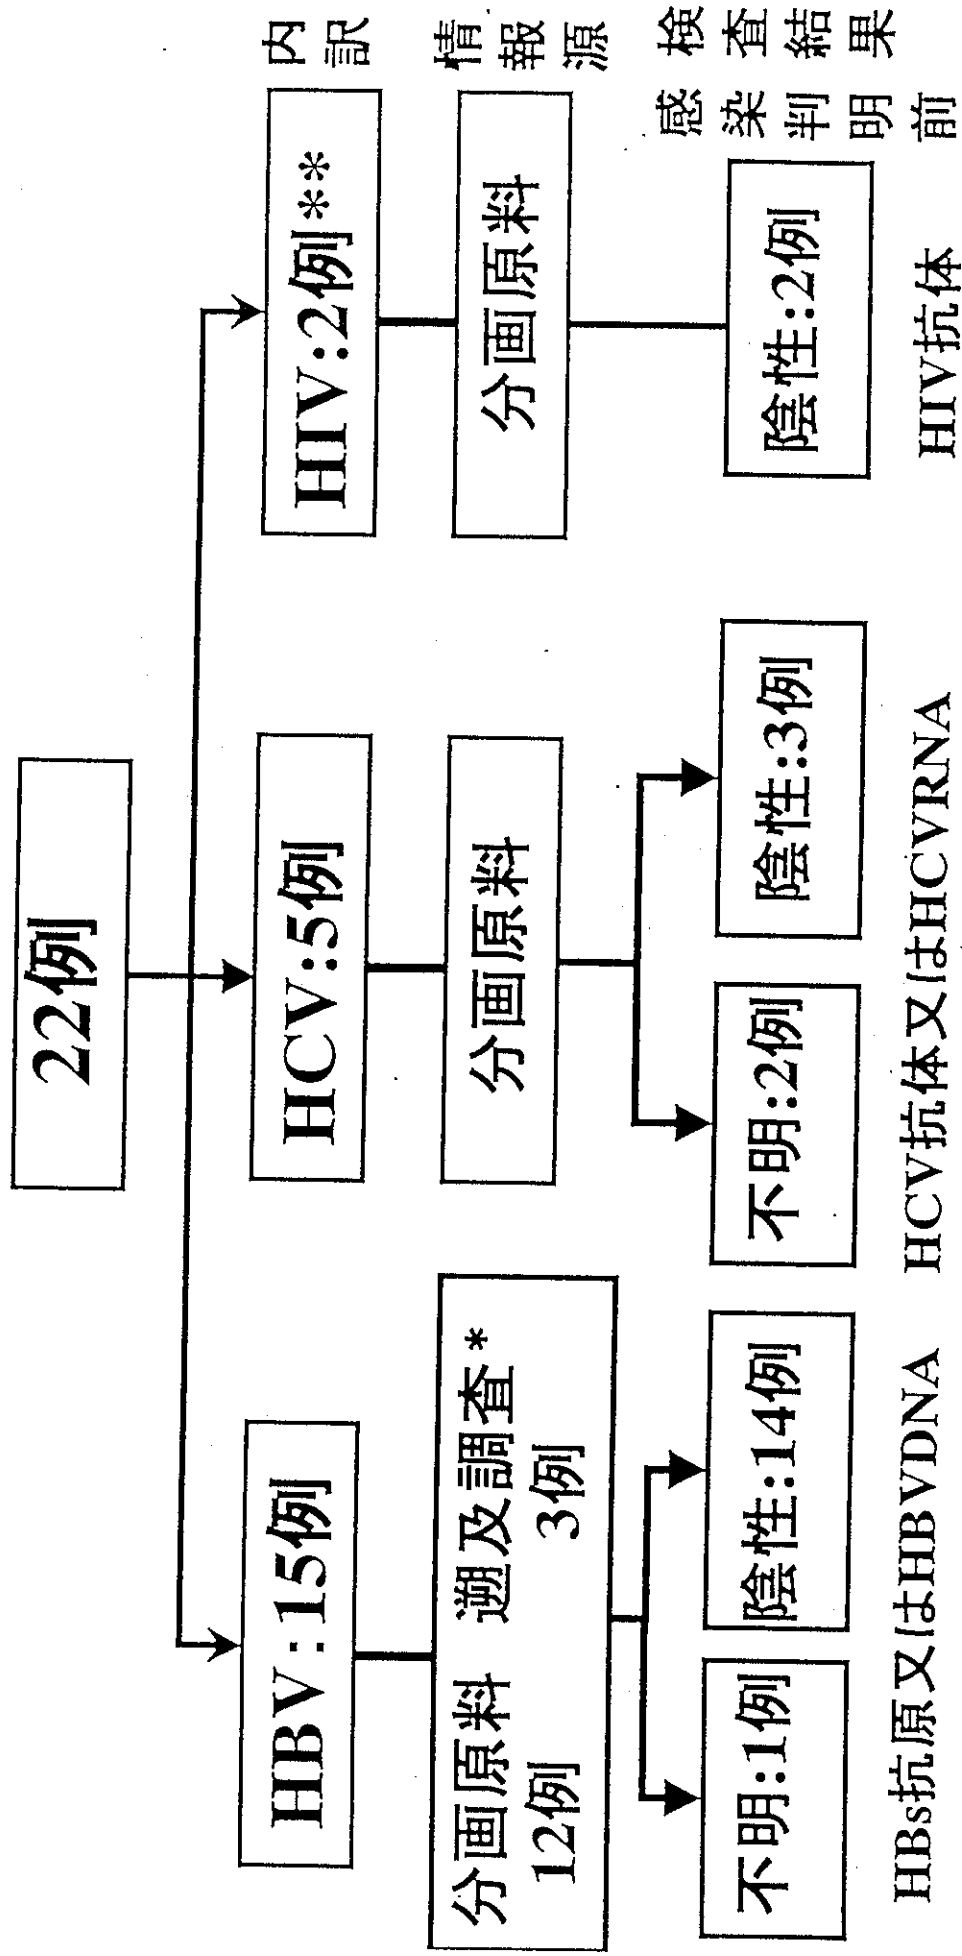 22例
内訳
HBV:15例
HCV:5例
HIV:2例**
情報源
分画原料 遡及調査*
12例 3例
分画原料
分画原料
検査結果
感染判明前
不明:1例
陰性:14例
不明:2例
陰性:3例
陰性:2例
HBs抗原又はHBVDNA
HCV抗体又はHCVRNA
HIV抗体